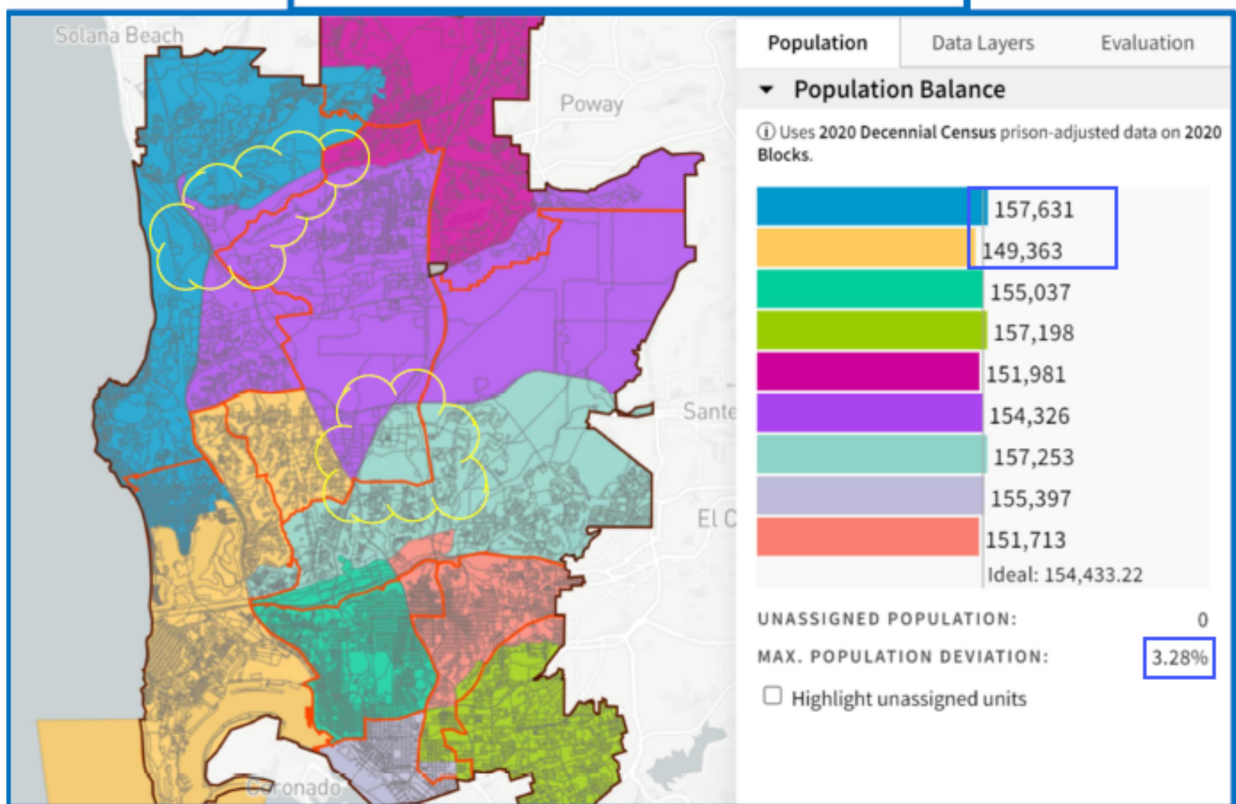 Solana Beach
Poway
Sante
El C
Coronado
Population Data Layers Evaluation
Population Balance
Uses 2020 Decennial Census prison-adjusted data on 2020
Blocks.
157,631
149,363
155,037
157,198
151,981
154,326
157,253
155,397
151,713
Ideal: 154,433.22
UNASSIGNED POPULATION: 0
MAX. POPULATION DEVIATION: 3.28%
Highlight unassigned units